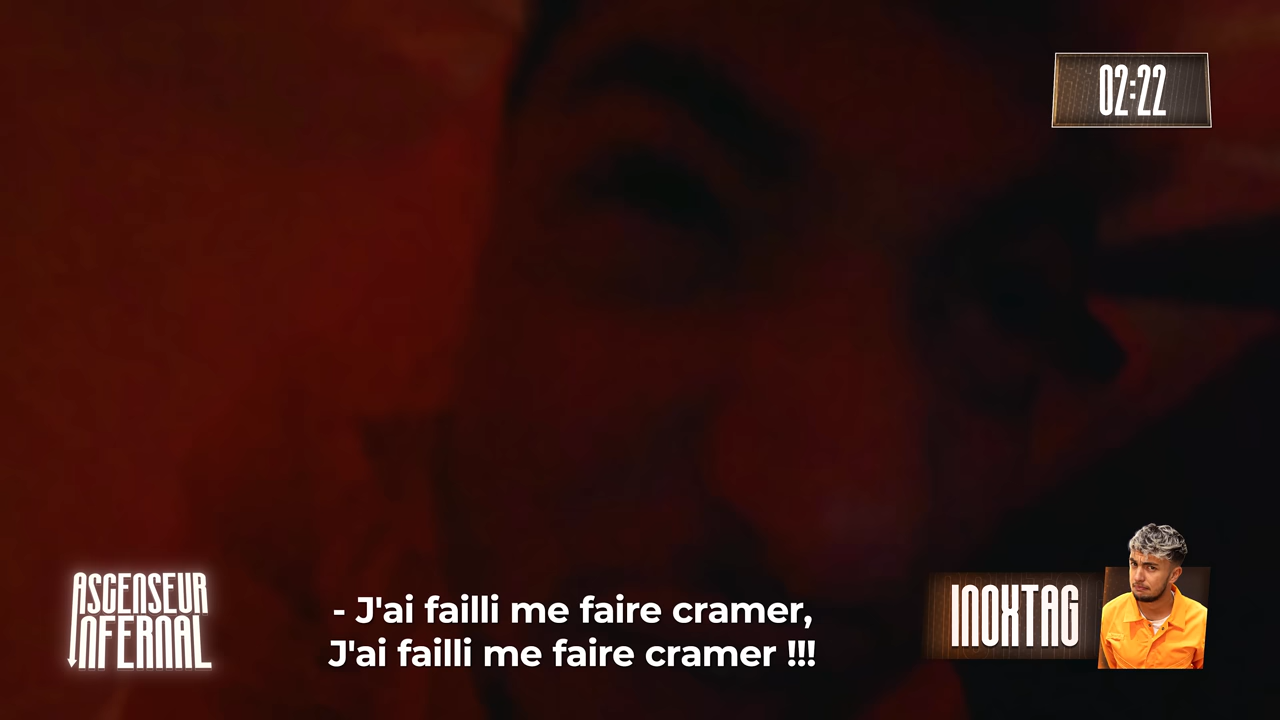 02:22
ASCENSEUR
INFERNAL
- J'ai failli me faire cramer,
J'ai failli me faire cramer !!!
INOXTAG